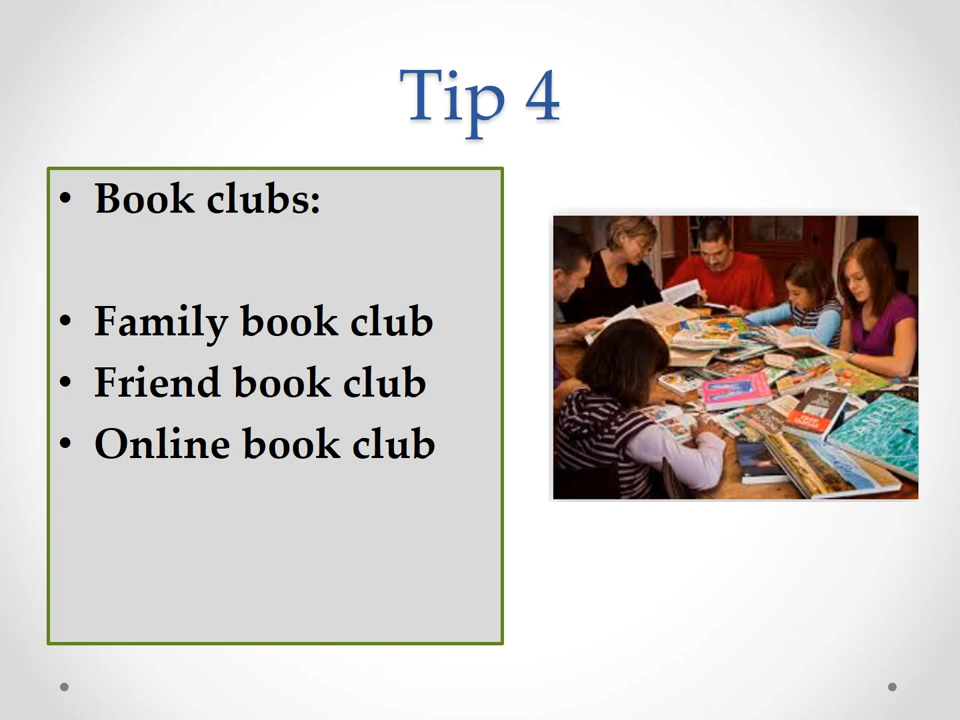 Tip 4
• Book clubs:
• Family book club
• Friend book club
• Online book club